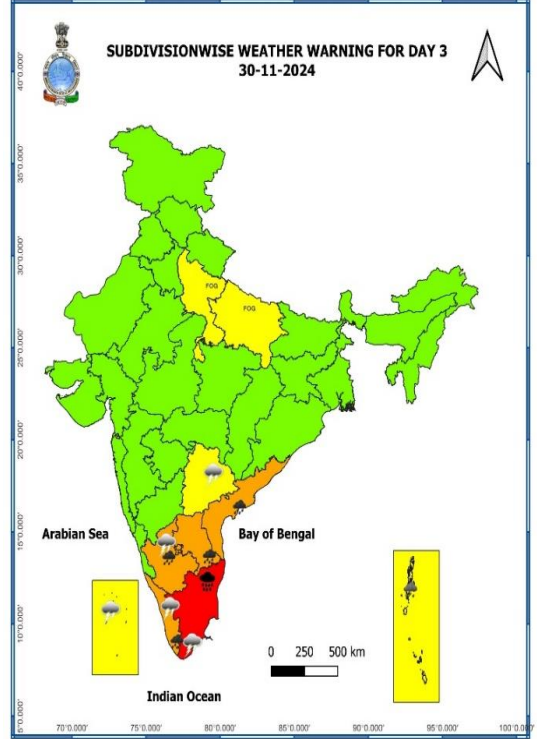 SUBDIVISIONWISE WEATHER WARNING FOR DAY 3
30-11-2024
40°0.000'
35°0.000'
30°0.000'
25°0.000'
20°0.000'
15°0.000'
10°0.000'
5°0.000'
FOG
FOG
Arabian Sea
Bay of Bengal
0 250 500 km
Indian Ocean
70°0.000' 75°0.000' 80°0.000' 85°0.000' 90°0.000' 95°0.000' 100°0.000'